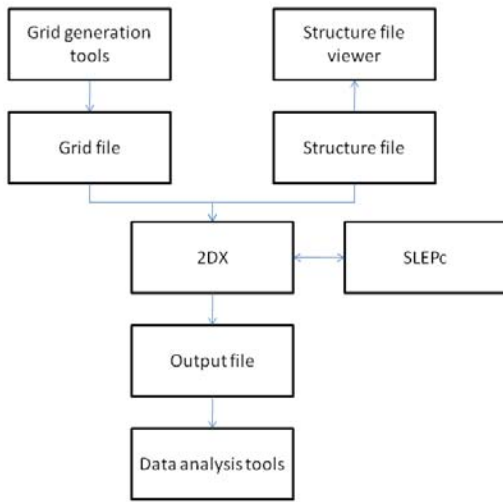 Grid generation
tools
Structure file
viewer
Grid file
Structure file
2DX
SLEPc
Output file
Data analysis tools